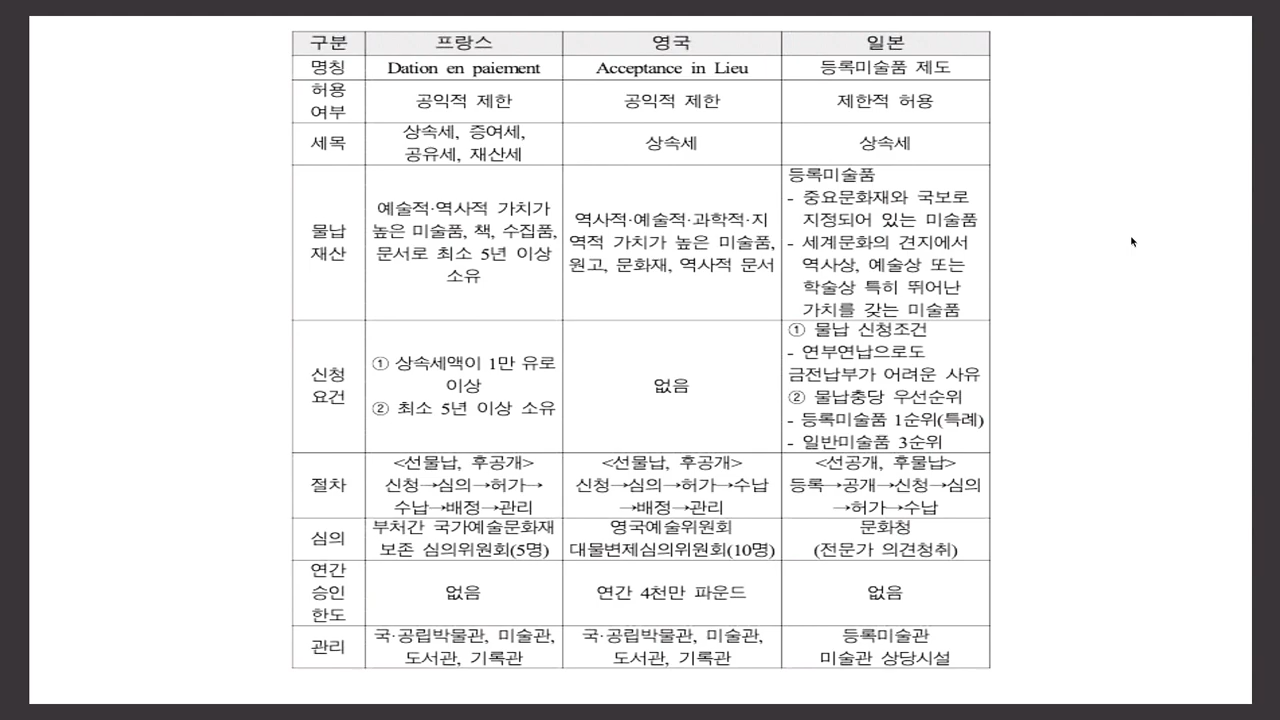 구분 프랑스 영국 일본
명칭 Dation en paiement Acceptance in Lieu 등록미술품 제도
허용
여부
공익적 제한
공익적 제한
제한적 허용
세목
상속세, 증여세,
공유세, 재산세
상속세
상속세
물납
재산
예술적·역사적 가치가
높은 미술품, 책, 수집품,
문서로 최소 5년 이상
소유
역사적·예술적·과학적·지
역적 가치가 높은 미술품,
원고, 문화재, 역사적 문서
등록미술품
- 중요문화재와 국보로
지정되어 있는 미술품
- 세계문화의 견지에서
역사상, 예술상 또는
학술상 특히 뛰어난
가치를 갖는 미술품
신청
요건
① 상속세액이 1만 유로
이상
② 최소 5년 이상 소유
없음
① 물납 신청조건
- 연부연납으로도
금전납부가 어려운 사유
② 물납충당 우선순위
- 등록미술품 1순위(특례)
- 일반미술품 3순위
절차
<선물납, 후공개>
신청→심의→허가→
수납→배정→관리
<선물납, 후공개>
신청→심의→허가→수납
→배정→관리
<선공개, 후물납>
등록→공개→신청→심의
→허가→수납
심의
부처간 국가예술문화재
보존 심의위원회(5명)
영국예술위원회
대물변제심의위원회(10명)
문화청
(전문가 의견청취)
연간
승인
한도
없음
연간 4천만 파운드
없음
관리
국·공립박물관, 미술관,
도서관, 기록관
국·공립박물관, 미술관,
도서관, 기록관
등록미술관
미술관 상당시설